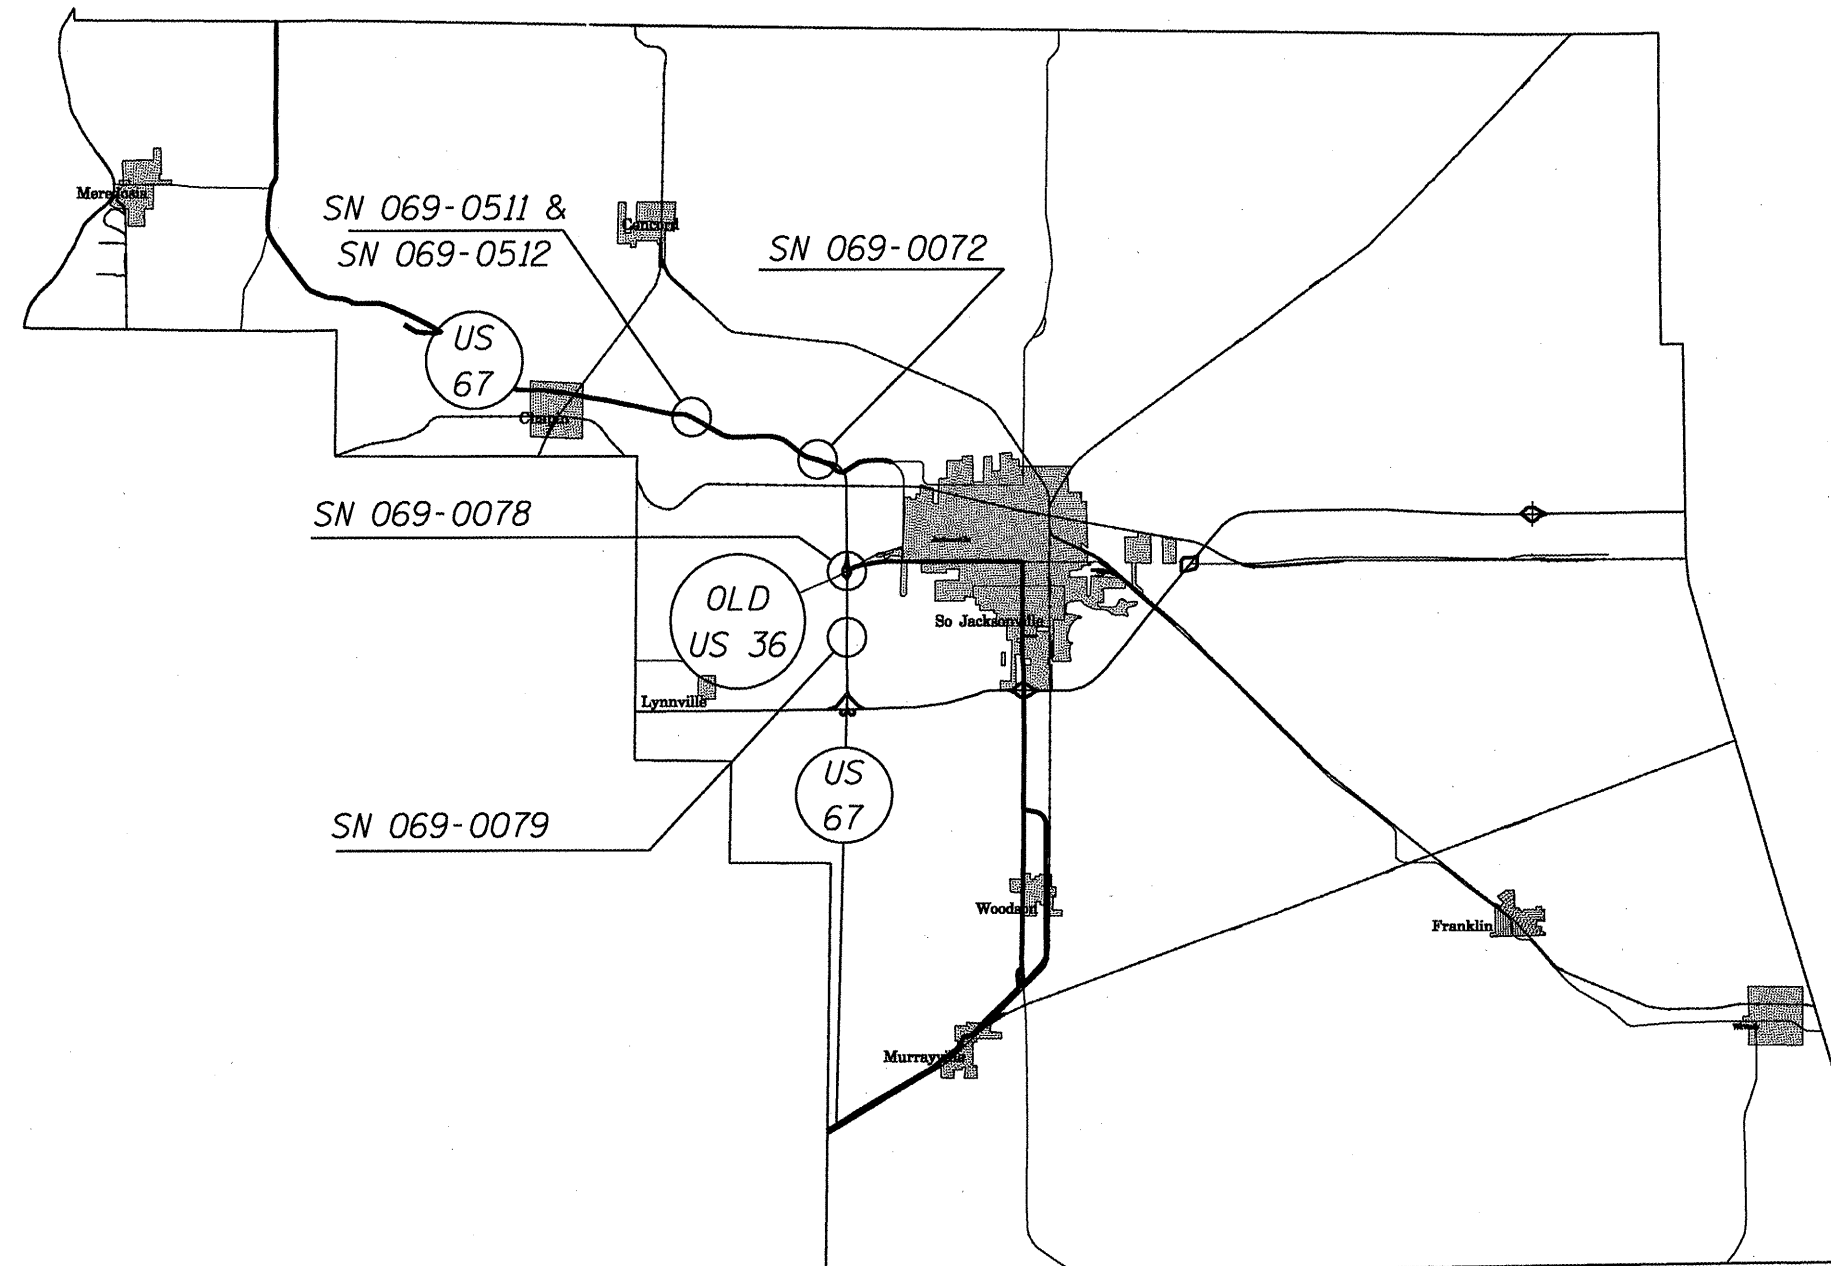 Meredosia
SN 069-0511 &
SN 069-0512
Concord
SN 069-0072
US
67
Chapin
SN 069-0078
OLD
US 36
So Jacksonville
Lynnville
US
67
SN 069-0079
Woodson
Franklin
Murrayville